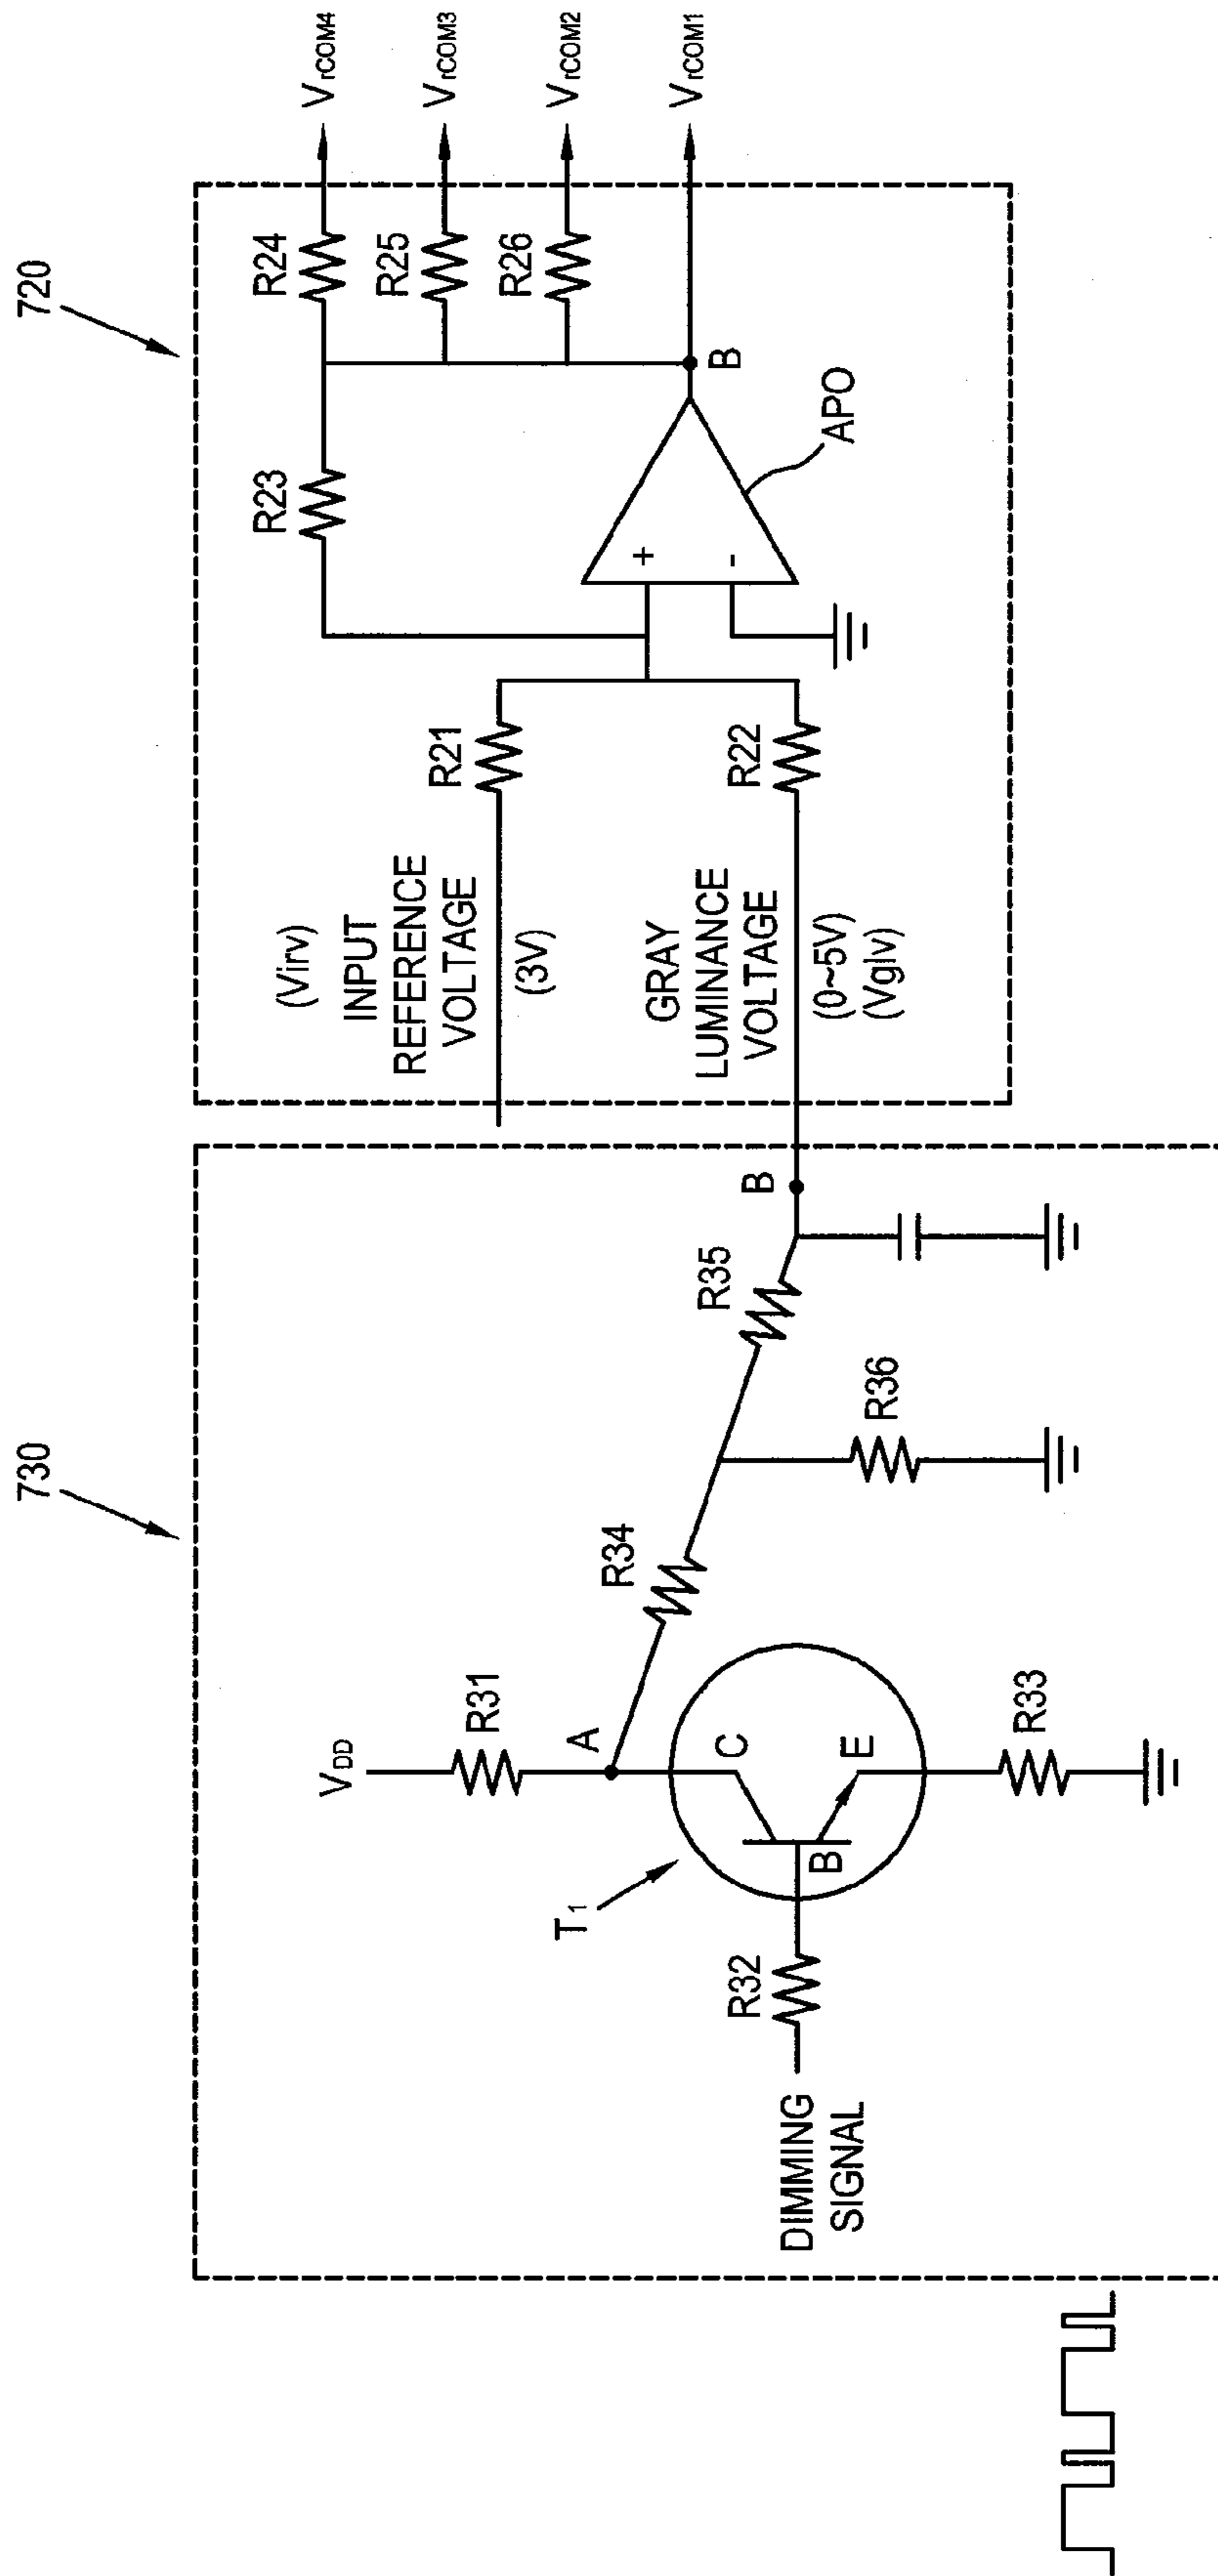 730
720
V_DD
R31
A
T1
C
B
E
R32
R33
DIMMING
SIGNAL
R34
R36
R35
B
(Virv)
INPUT
REFERENCE
VOLTAGE
(3V)
GRAY
LUMINANCE
VOLTAGE
(0~5V)
(Vglv)
R21
R22
R23
+
-
APO
B
R24
R25
R26
VrCOM4
VrCOM3
VrCOM2
VrCOM1